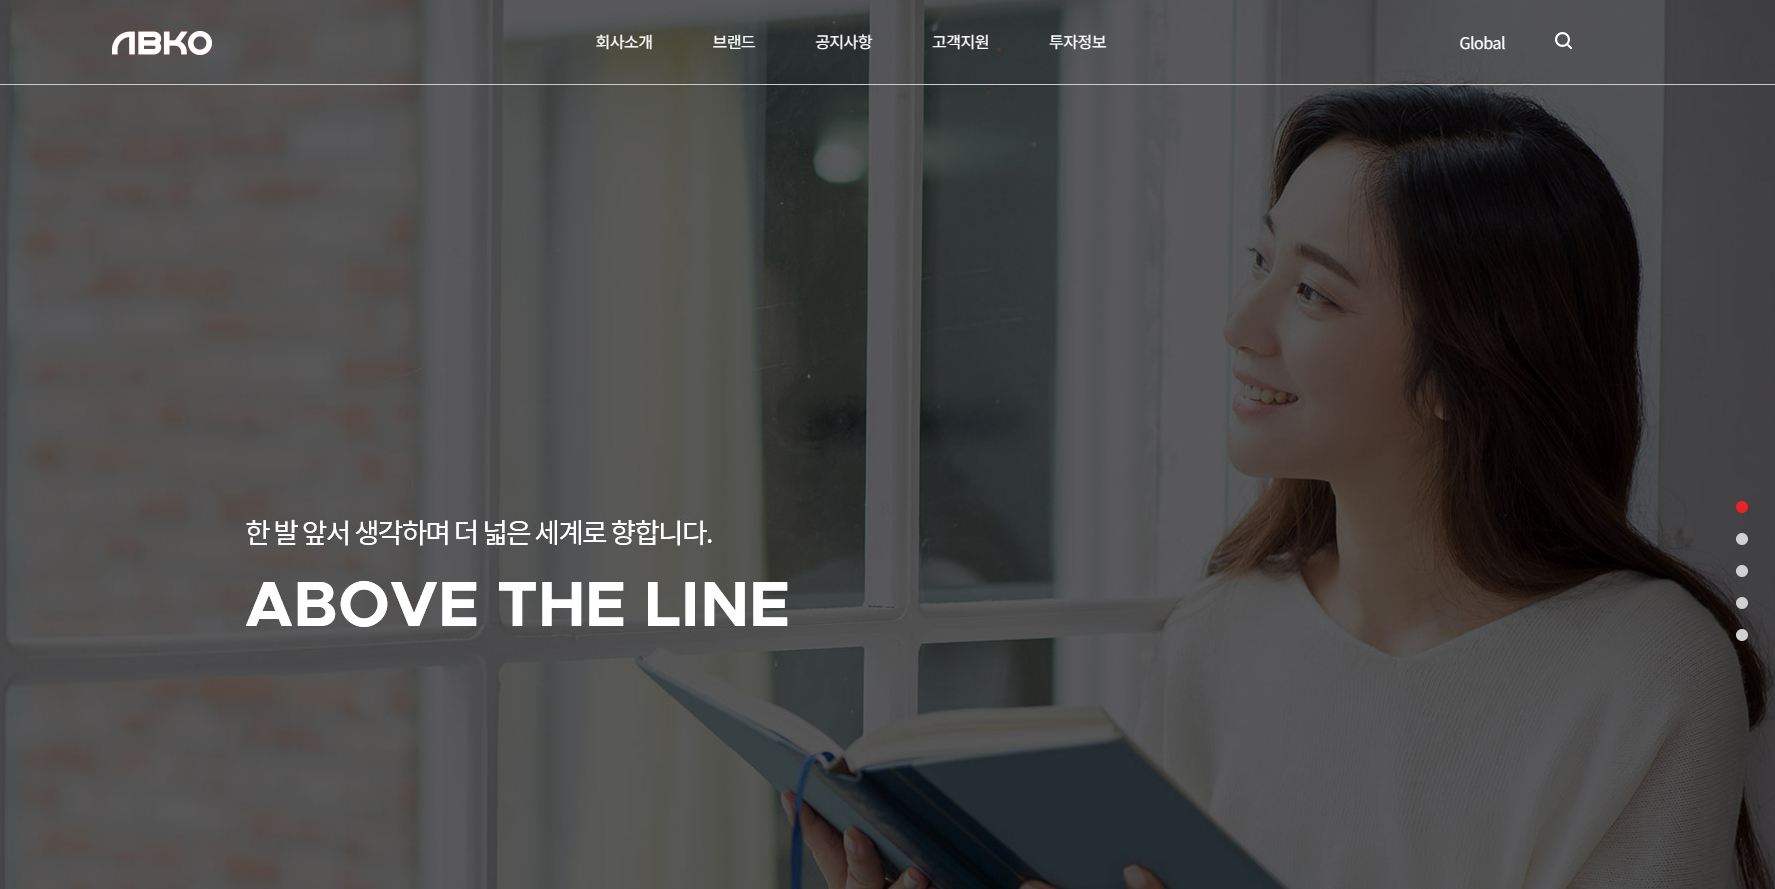 ABKO
회사소개 브랜드 공지사항 고객지원 투자정보 Global
한 발 앞서 생각하며 더 넓은 세계로 향합니다.
ABOVE THE LINE